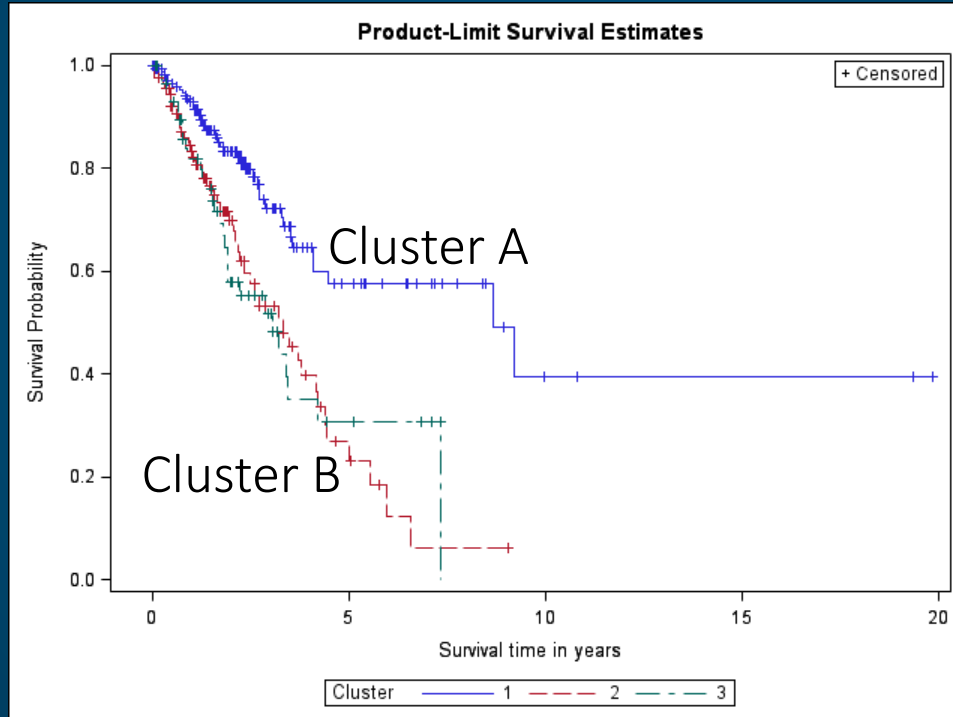 Product-Limit Survival Estimates
+ Censored
1.0
0.8
0.6
0.4
0.2
0.0
Survival Probability
Cluster A
Cluster B
0 5 10 15 20
Survival time in years
Cluster 1 2 3